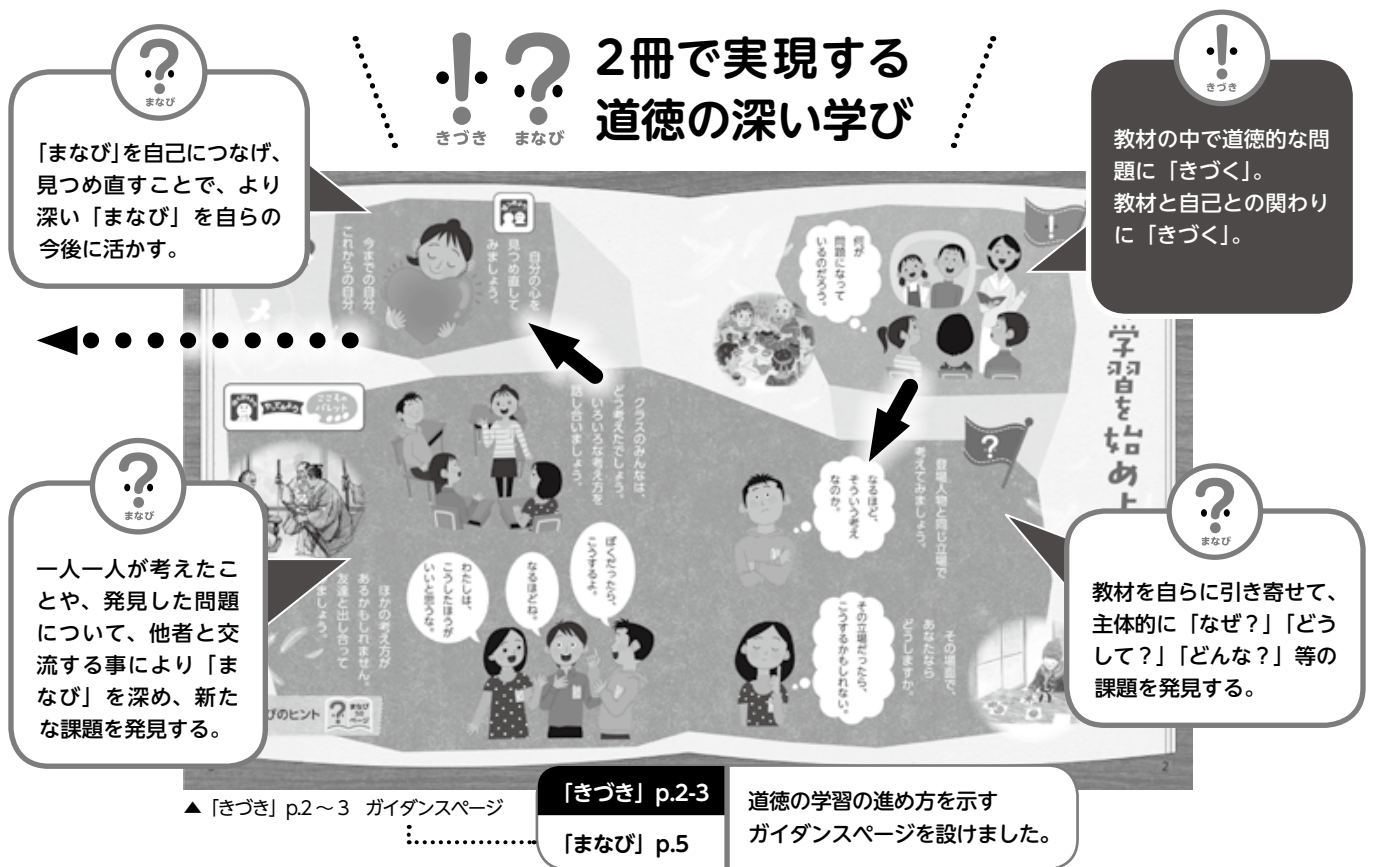 2冊で実現する
道徳の深い学び
きづき
まなび
まなび
「まなび」を自己につなげ、
見つめ直すことで、より
深い「まなび」を自らの
今後に活かす。
きづき
教材の中で道徳的な問
題に「きづく」。
教材と自己との関わり
に「きづく」。
学習を始めよ
何が
問題になって
いるのだろう。
登場人物と同じ立場で
考えてみましょう。
なるほど、
そういう考え
なのか。
その場面で、
あなたなら
どうしますか。
その立場だったら、
こうするかもしれない。
クラスのみんなは、
どう考えたでしょう。
いろいろな考え方を
話し合いましょう。
ぼくだったら、
こうするよ。
なるほどね。
わたしは、
こうしたほうが
いいと思うな。
ほかの考え方が
あるかもしれません。
友達と出し合って
ましょう。
自分の心を
見つめ直して
みましょう。
今までの自分、
これからの自分。
こころの
パレット
びのヒント
まなび
ページ
2
まなび
一人一人が考えたこ
とや、発見した問題
について、他者と交
流する事により「ま
なび」を深め、新た
な課題を発見する。
まなび
教材を自らに引き寄せて、
主体的に「なぜ？」「どう
して？」「どんな？」等の
課題を発見する。
▲「きづき」p.2～3 ガイダンスページ
「きづき」p.2-3
「まなび」p.5
道徳の学習の進め方を示す
ガイダンスページを設けました。